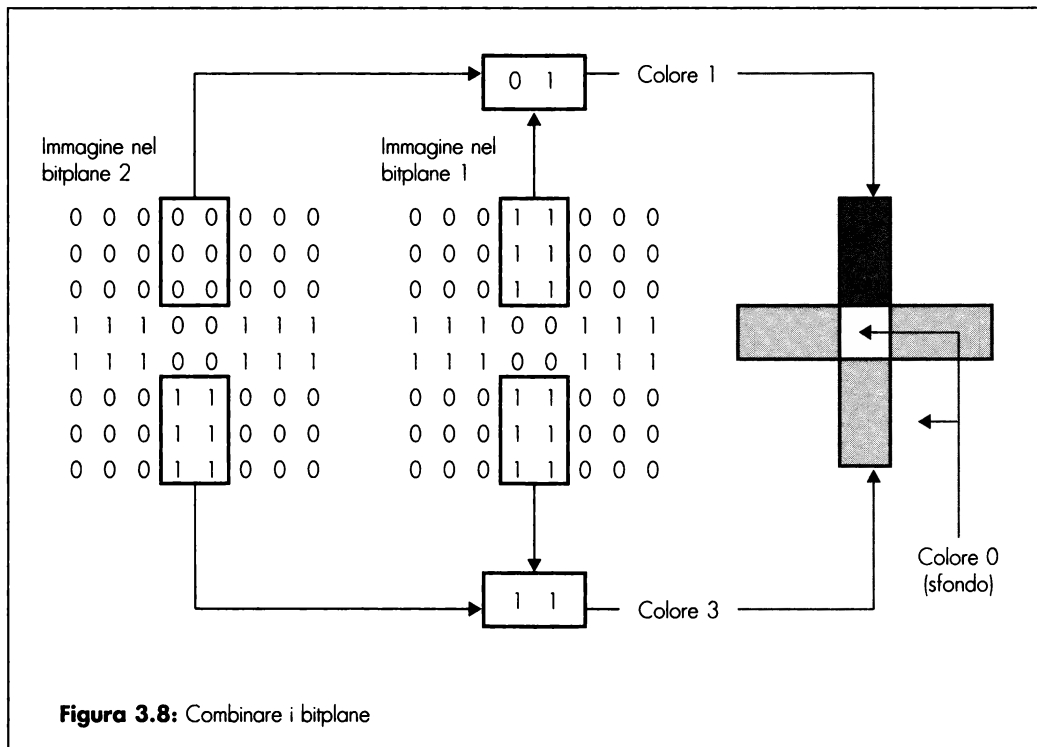 0 1
Colore 1
Immagine nel
bitplane 2
0 0 0 0 0 0 0 0
0 0 0 0 0 0 0 0
0 0 0 0 0 0 0 0
1 1 1 0 0 1 1 1
1 1 1 0 0 1 1 1
0 0 0 1 1 0 0 0
0 0 0 1 1 0 0 0
0 0 0 1 1 0 0 0
Immagine nel
bitplane 1
0 0 0 1 1 0 0 0
0 0 0 1 1 0 0 0
0 0 0 1 1 0 0 0
1 1 1 0 0 1 1 1
1 1 1 0 0 1 1 1
0 0 0 1 1 0 0 0
0 0 0 1 1 0 0 0
0 0 0 1 1 0 0 0
Colore 0
(sfondo)
1 1
Colore 3
Figura 3.8: Combinare i bitplane